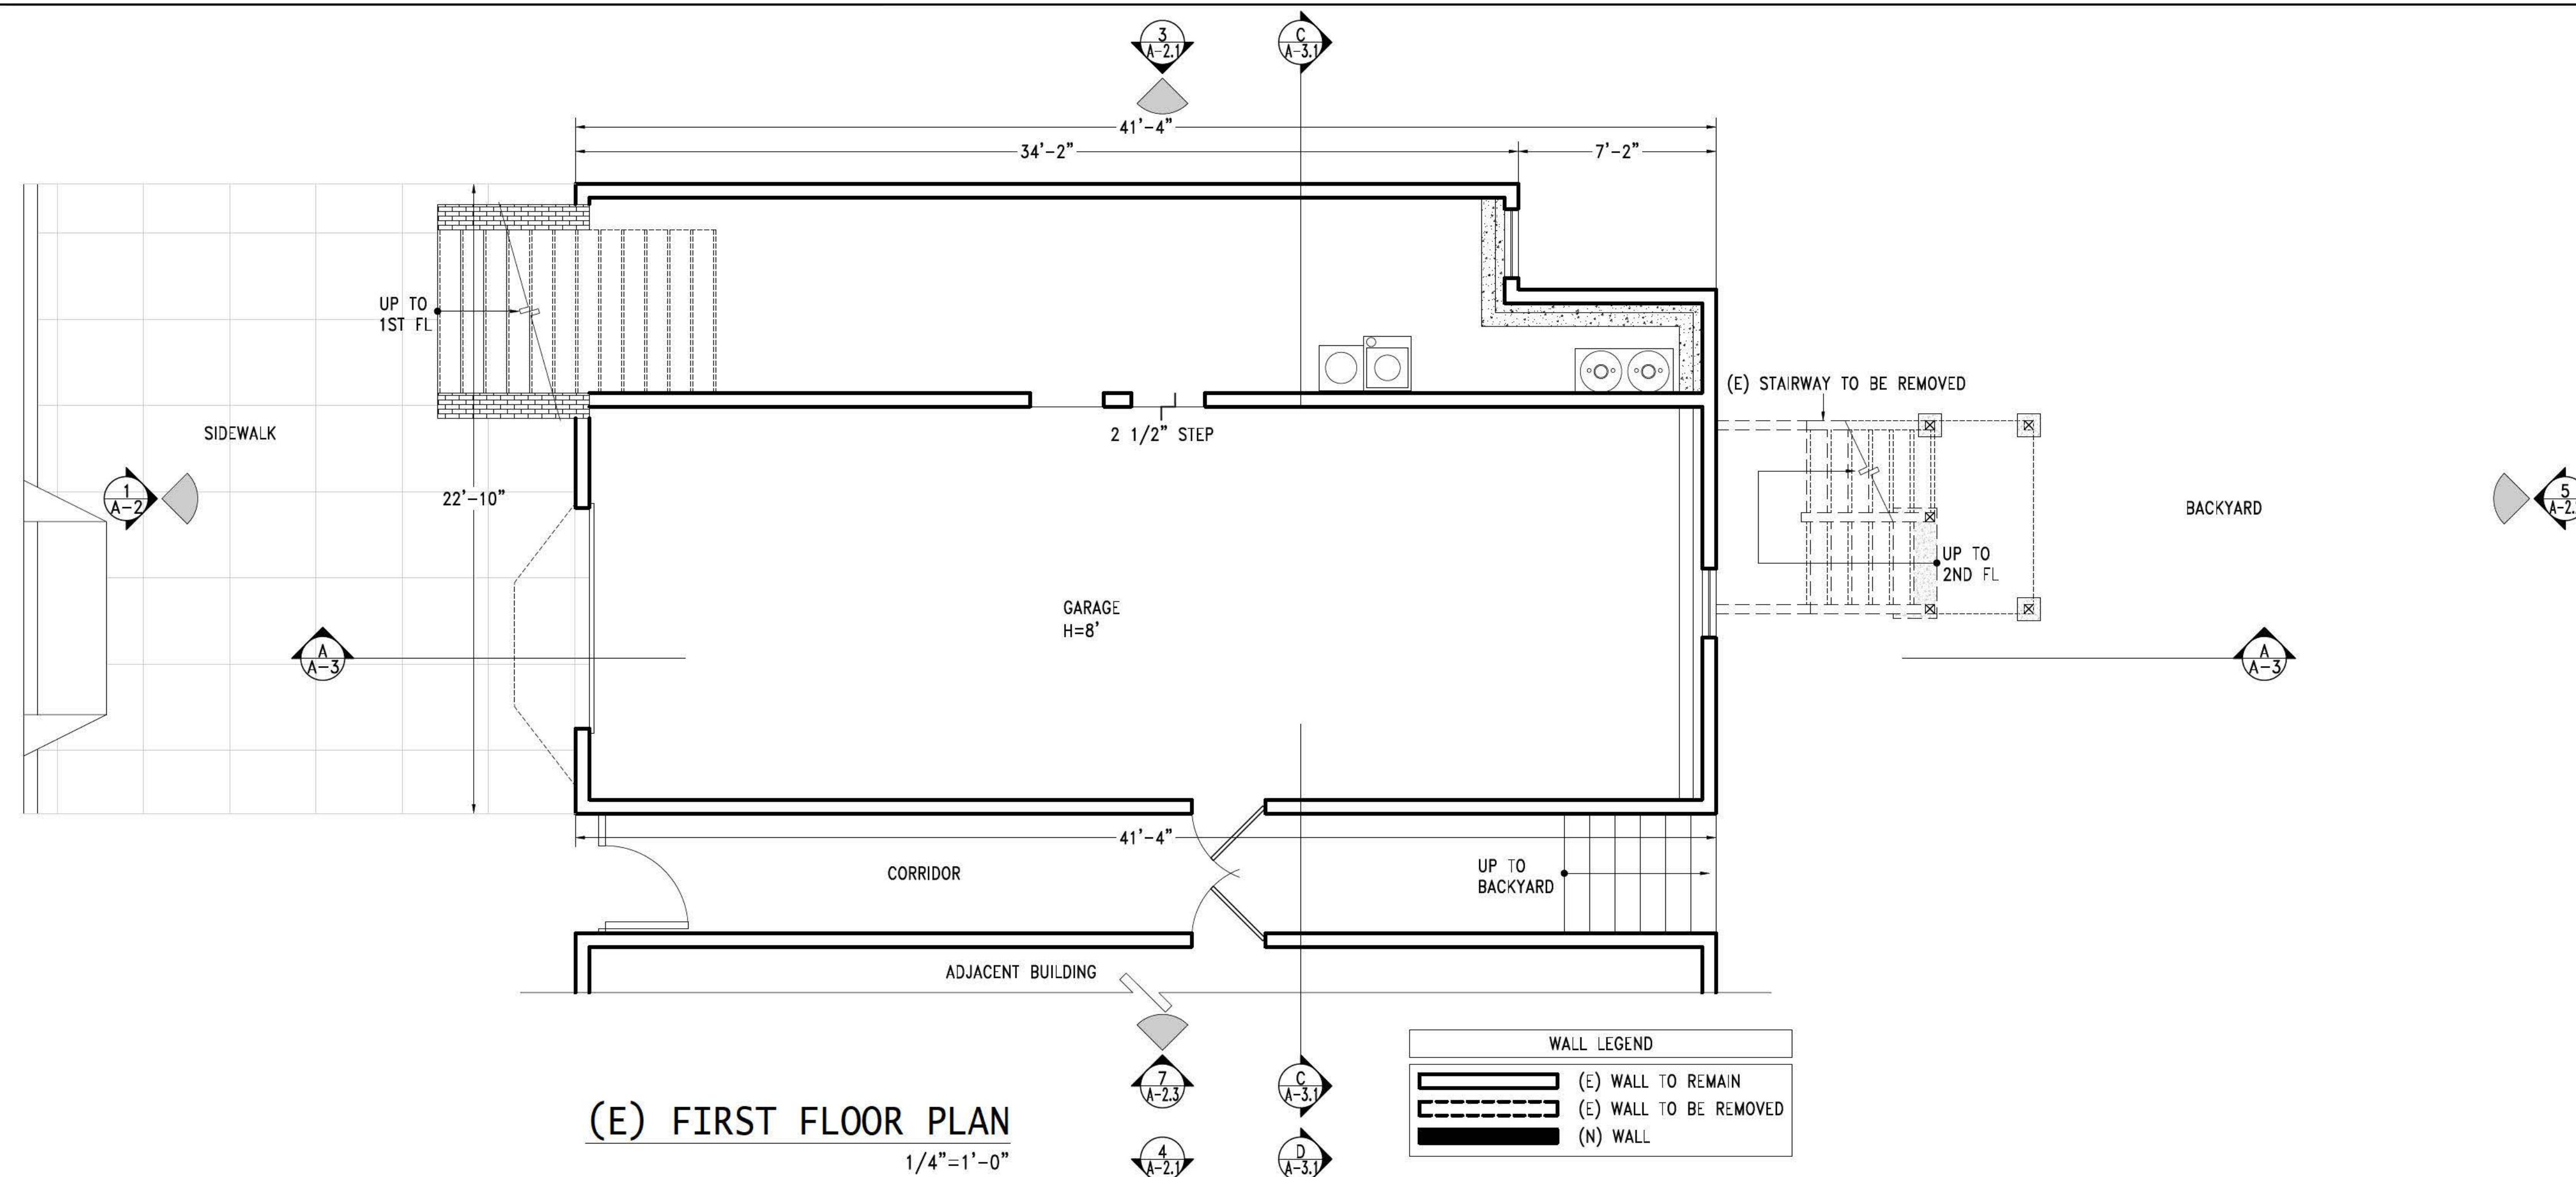 3
A-2.1
C
A-3.1
41'-4"
34'-2"
7'-2"
UP TO
1ST FL
(E) STAIRWAY TO BE REMOVED
SIDEWALK
2 1/2" STEP
1
A-2
22'-10"
5
BACKYARD
UP TO
2ND FL
GARAGE
H=8'
A
A-3
A
A-3
41'-4"
CORRIDOR
UP TO
BACKYARD
ADJACENT BUILDING
WALL LEGEND
(E) WALL TO REMAIN
(E) WALL TO BE REMOVED
(N) WALL
7
A-2.3
C
A-3.1
(E) FIRST FLOOR PLAN
1/4"=1'-0"
4
A-2.1
D
A-3.1